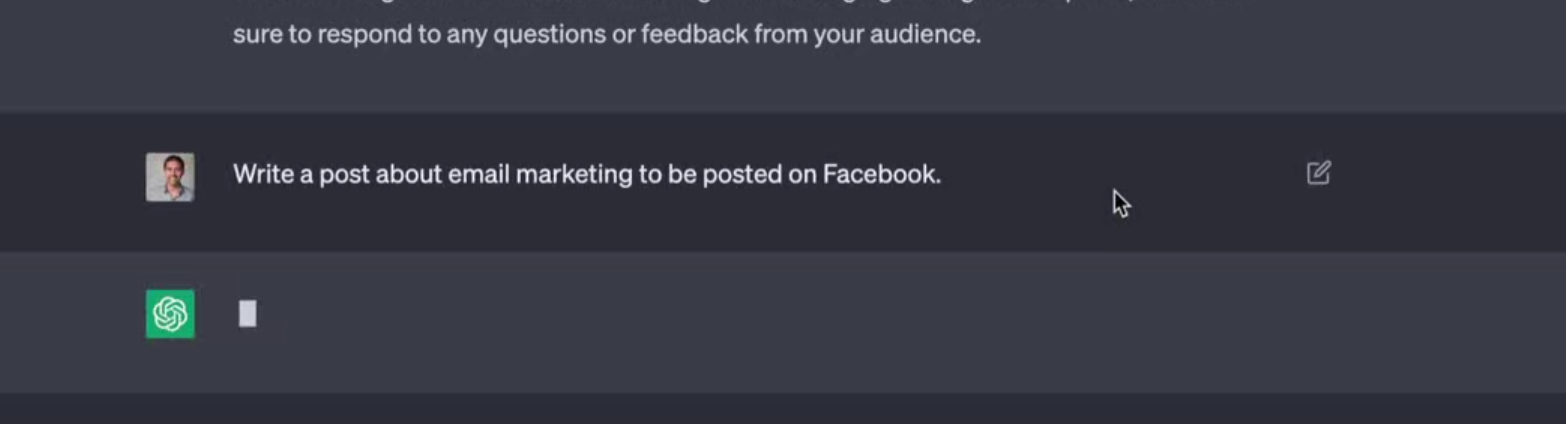 sure to respond to any questions or feedback from your audience.
Write a post about email marketing to be posted on Facebook.